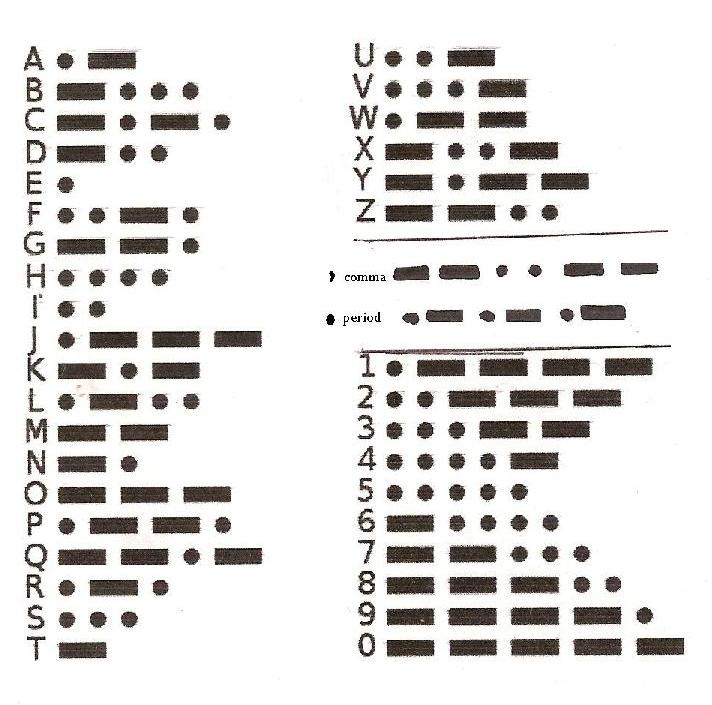 A • —
B — • • •
C — • — •
D — • •
E •
F • • — •
G — — •
H • • • •
I • •
J • — — —
K — • —
L • — • •
M — —
N — •
O — — —
P • — — •
Q — — • —
R • — •
S • • •
T —
U • • —
V • • • —
W • — —
X — • • —
Y — • — —
Z — — • •
, comma — — • • — —
. period • — • — • —
1 • — — — —
2 • • — — —
3 • • • — —
4 • • • • —
5 • • • • •
6 — • • • •
7 — — • • •
8 — — — • •
9 — — — — •
0 — — — — —